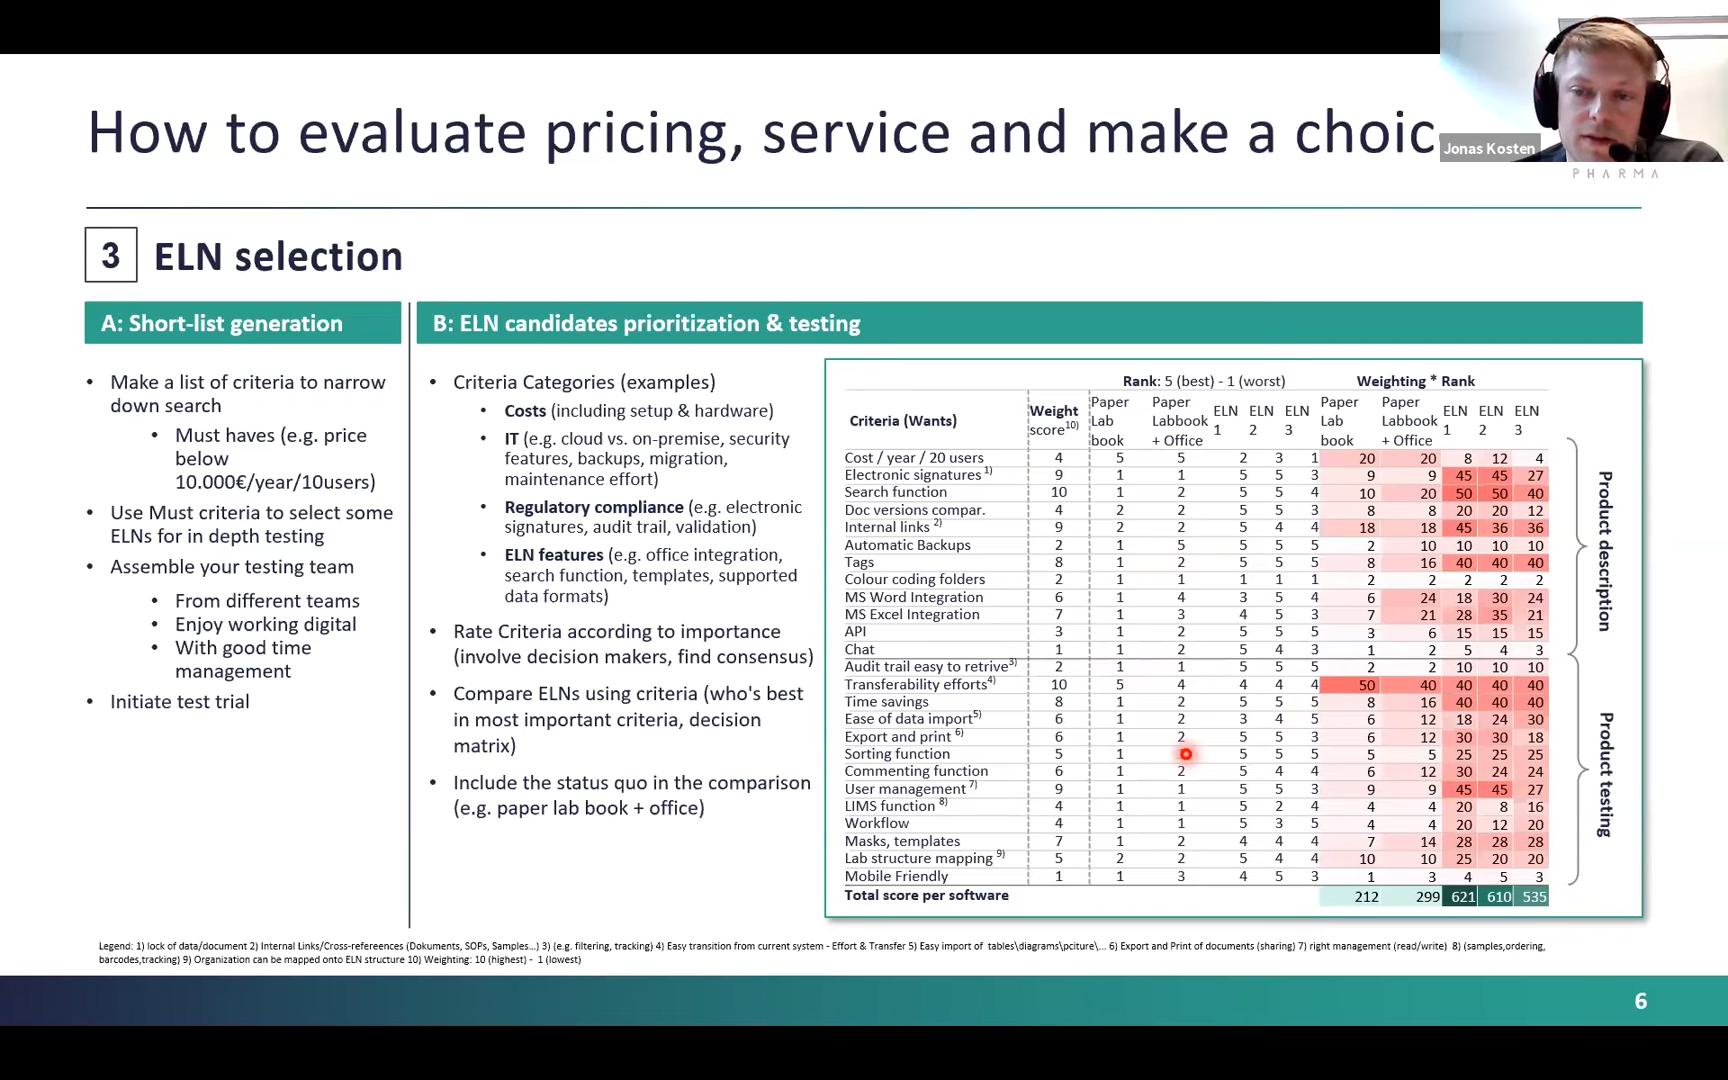 How to evaluate pricing, service and make a choic
Jonas Kosten
PHARMA
3 ELN selection
A: Short-list generation
• Make a list of criteria to narrow
down search
• Must haves (e.g. price
below
10.000€/year/10users)
• Use Must criteria to select some
ELNs for in depth testing
• Assemble your testing team
• From different teams
• Enjoy working digital
• With good time
management
• Initiate test trial
B: ELN candidates prioritization & testing
• Criteria Categories (examples)
• Costs (including setup & hardware)
• IT (e.g. cloud vs. on-premise, security
features, backups, migration,
maintenance effort)
• Regulatory compliance (e.g. electronic
signatures, audit trail, validation)
• ELN features (e.g. office integration,
search function, templates, supported
data formats)
• Rate Criteria according to importance
(involve decision makers, find consensus)
• Compare ELNs using criteria (who's best
in most important criteria, decision
matrix)
• Include the status quo in the comparison
(e.g. paper lab book + office)
Rank: 5 (best) - 1 (worst) Weighting * Rank
Criteria (Wants) Weight score10) Paper Lab book Paper Labbook + Office ELN 1 ELN 2 ELN 3 Paper Lab book Paper Labbook + Office ELN 1 ELN 2 ELN 3
Cost / year / 20 users 4 5 5 2 3 1 20 20 8 12 4
Electronic signatures 1) 9 1 1 5 5 3 9 9 45 45 27
Search function 10 1 2 5 5 4 10 20 50 50 40
Doc versions compar. 4 2 2 5 5 3 8 8 20 20 12
Internal links 2) 9 2 2 5 4 4 18 18 45 36 36
Automatic Backups 2 1 5 5 5 5 2 10 10 10 10
Tags 8 1 2 5 5 5 8 16 40 40 40
Colour coding folders 2 1 1 1 1 1 2 2 2 2 2
MS Word Integration 6 1 4 3 5 4 6 24 18 30 24
MS Excel Integration 7 1 3 4 5 3 7 21 28 35 21
API 3 1 2 5 5 5 3 6 15 15 15
Chat 1 1 2 5 4 3 1 2 5 4 3
Audit trail easy to retrive3) 2 1 1 5 5 5 2 2 10 10 10
Transferability efforts4) 10 5 4 4 4 4 50 40 40 40 40
Time savings 8 1 2 5 5 5 8 16 40 40 40
Ease of data import5) 6 1 2 3 4 5 6 12 18 24 30
Export and print 6) 6 1 2 5 5 3 6 12 30 30 18
Sorting function 5 1 5 5 5 5 5 25 25 25
Commenting function 6 1 2 5 4 4 6 12 30 24 24
User management 7) 9 1 1 5 5 3 9 9 45 45 27
LIMS function 8) 4 1 1 5 2 4 4 4 20 8 16
Workflow 4 1 1 5 3 5 4 4 20 12 20
Masks, templates 7 1 2 4 4 4 7 14 28 28 28
Lab structure mapping 9) 5 2 2 5 4 4 10 10 25 20 20
Mobile Friendly 1 1 3 4 5 3 1 3 4 5 3
Total score per software 212 299 621 610 535
Product description
Product testing
Legend: 1) lock of data/document 2) Internal Links/Cross-refereences (Dokuments, SOPs, Samples...) 3) (e.g. filtering, tracking) 4) Easy transition from current system - Effort & Transfer 5) Easy import of tables\diagrams\pciture\... 6) Export and Print of documents (sharing) 7) right management (read/write) 8) (samples,ordering,
barcodes,tracking) 9) Organization can be mapped onto ELN structure 10) Weighting: 10 (highest) - 1 (lowest)
6